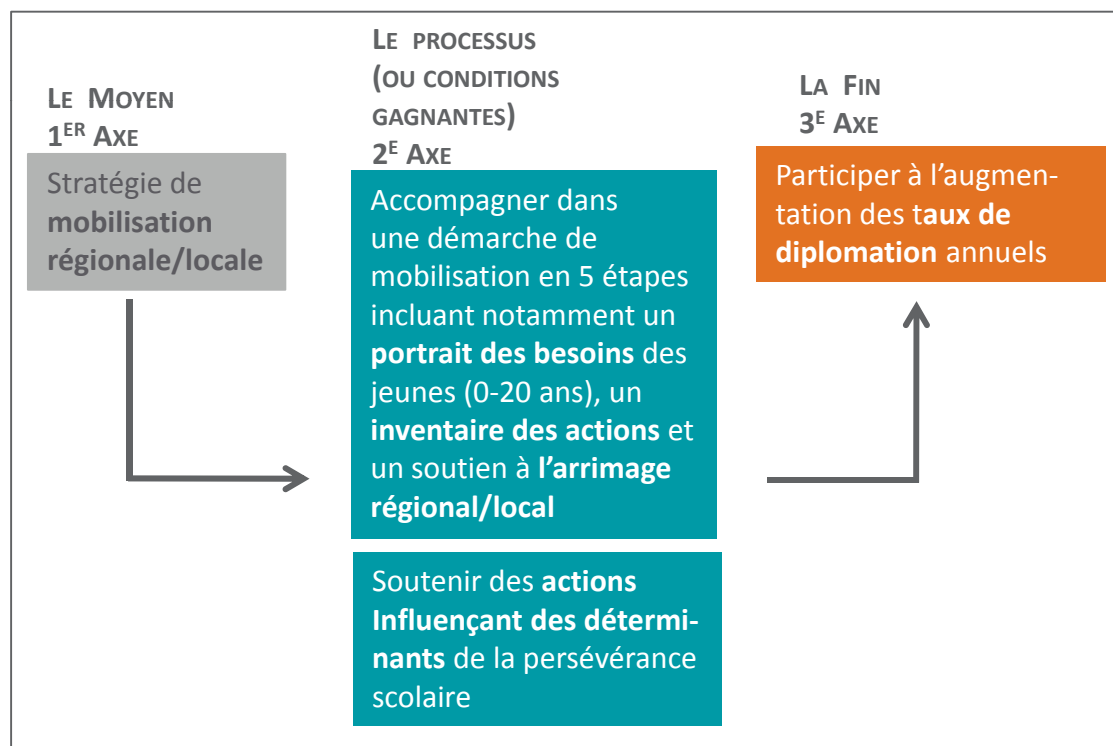 LE MOYEN
1ER AXE
Stratégie de
mobilisation
régionale/locale
LE PROCESSUS
(OU CONDITIONS
GAGNANTES)
2E AXE
Accompagner dans
une démarche de
mobilisation en 5 étapes
incluant notamment un
portrait des besoins des
jeunes (0-20 ans), un
inventaire des actions et
un soutien à l’arrimage
régional/local
Soutenir des actions
Influençant des détermi-
nants de la persévérance
scolaire
LA FIN
3E AXE
Participer à l’augmen-
tation des taux de
diplomation annuels